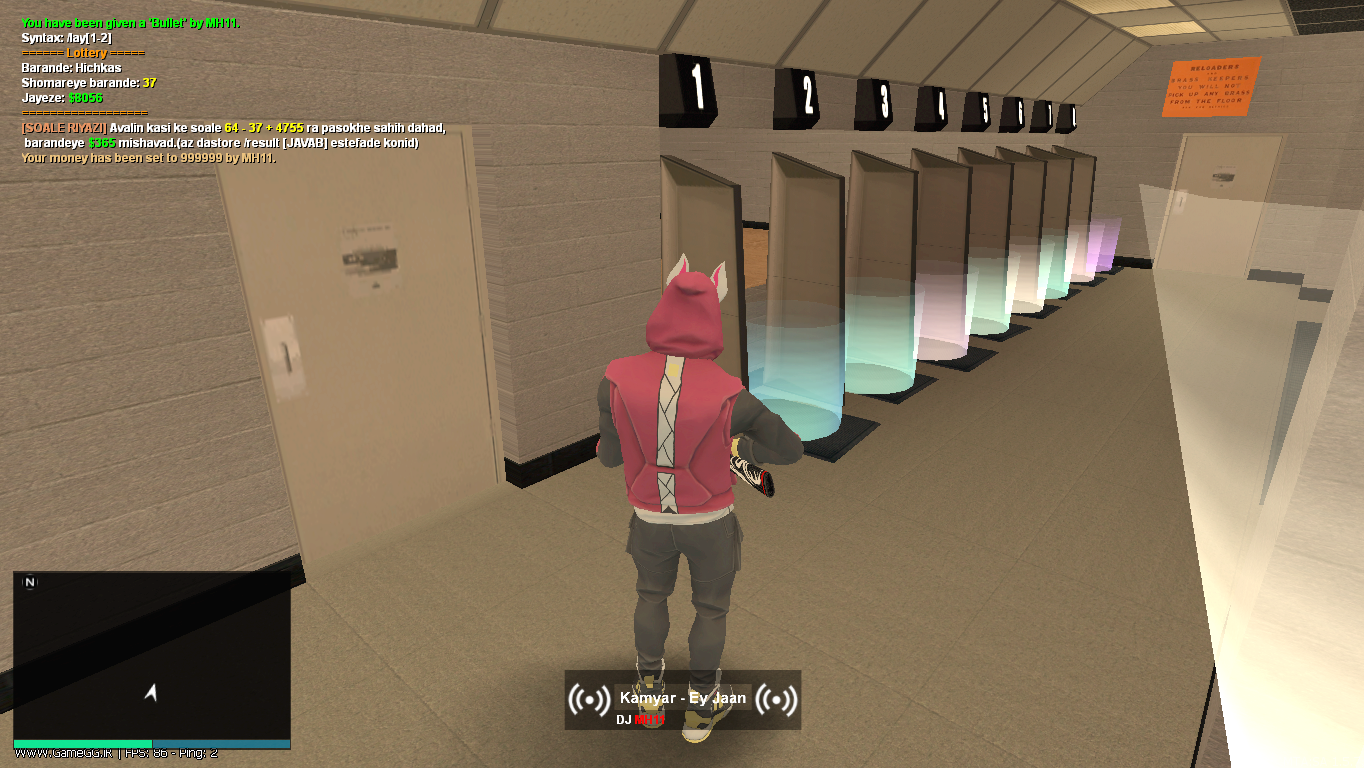 You have been given a 'Bullet' by MH11.
Syntax: /lay[1-2]
====== Lottery =====
Barande: Hichkas
Shomareye barande: 37
Jayeze: $8056
===================
[SOALE RIYAZI] Avalin kasi ke soale 64 - 37 + 4755 ra pasokhe sahih dahad,
barandeye $365 mishavad.(az dastore /result [JAVAB] estefade konid)
Your money has been set to 999999 by MH11.
1 2 3 4 5 6
RELOADERS
BRASS KEEPERS
YOU WILL NOT
PICK UP ANY BRASS
FROM THE FLOOR
N
Kamyar - Ey Jaan
DJ MH11
WWW.GameGG.IR | FPS: 86 - Ping: 2